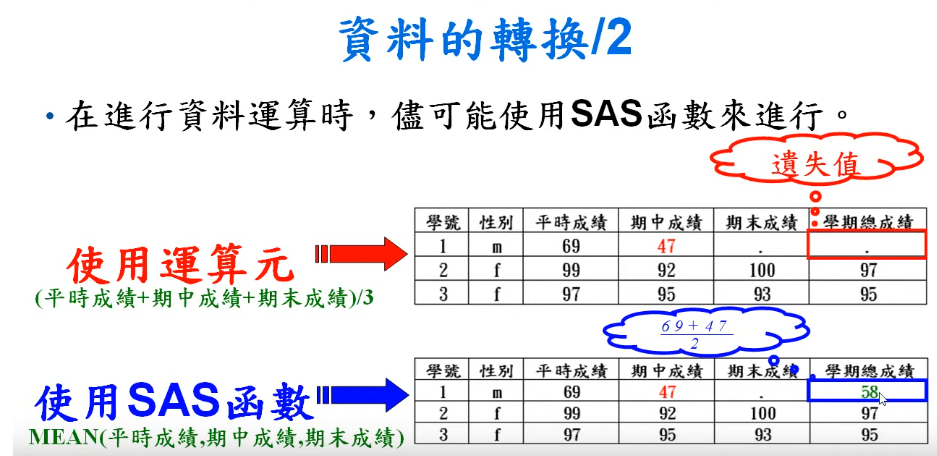 資料的轉換/2
• 在進行資料運算時，儘可能使用SAS函數來進行。
遺失值
使用運算元
(平時成績+期中成績+期末成績)/3
學號 性別 平時成績 期中成績 期末成績 學期總成績
1 m 69 47 . .
2 f 99 92 100 97
3 f 97 95 93 95
69+47
2
使用SAS函數
MEAN(平時成績,期中成績,期末成績)
學號 性別 平時成績 期中成績 期末成績 學期總成績
1 m 69 47 . 58
2 f 99 92 100 97
3 f 97 95 93 95